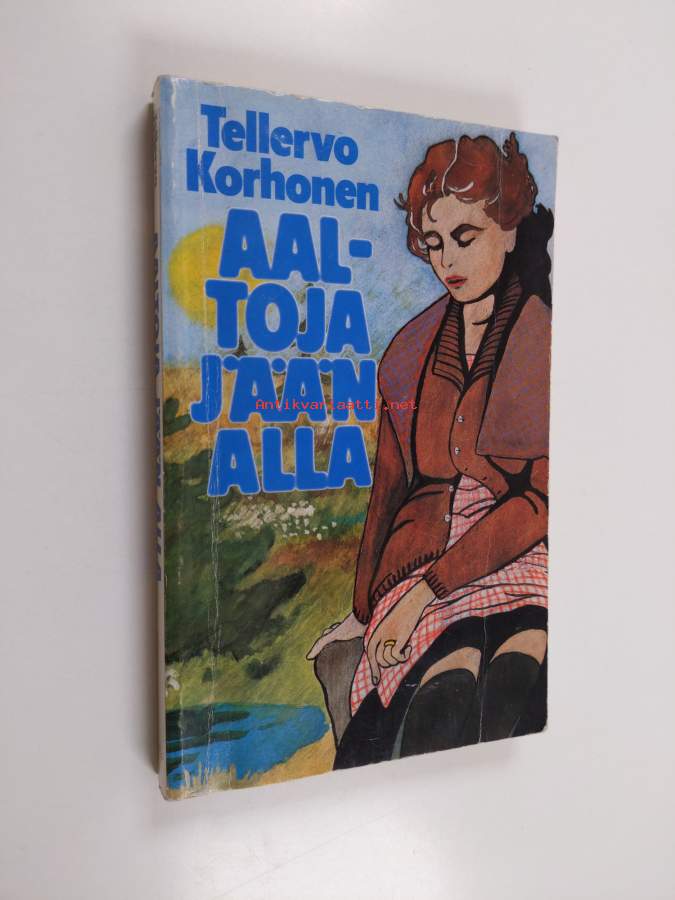 Tellervo
Korhonen
AAL-
TOJA
JÄÄN
ALLA
Antikvariaatti.net